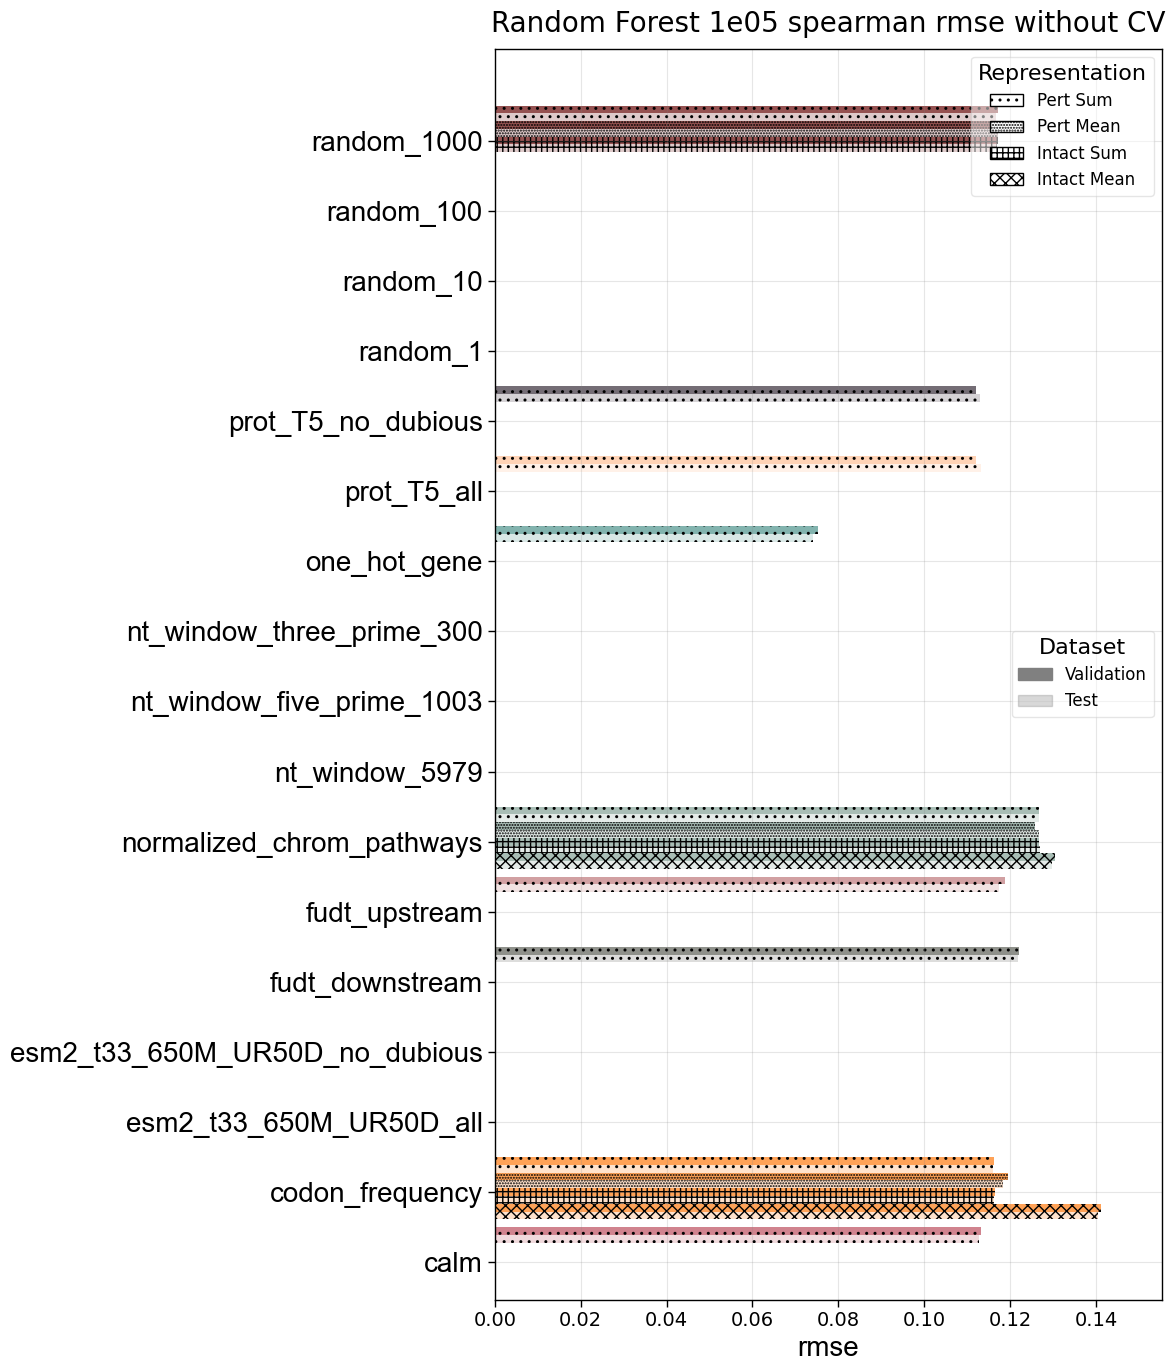 Random Forest 1e05 spearman rmse without CV
Representation
Pert Sum
Pert Mean
Intact Sum
Intact Mean
random_1000
random_100
random_10
random_1
prot_T5_no_dubious
prot_T5_all
one_hot_gene
nt_window_three_prime_300
Dataset
Validation
Test
nt_window_five_prime_1003
nt_window_5979
normalized_chrom_pathways
fudt_upstream
fudt_downstream
esm2_t33_650M_UR50D_no_dubious
esm2_t33_650M_UR50D_all
codon_frequency
calm
0.00 0.02 0.04 0.06 0.08 0.10 0.12 0.14
rmse